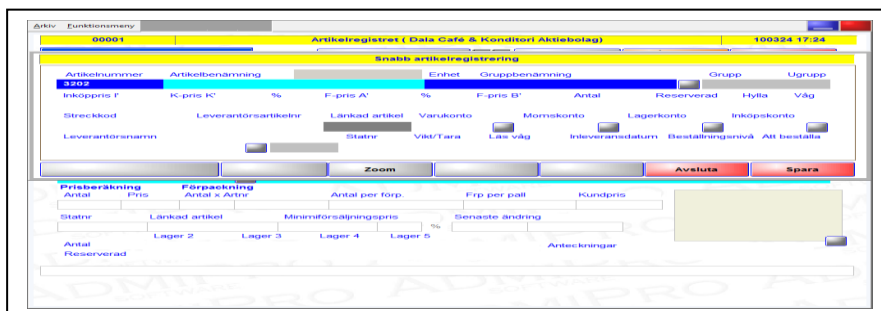 Arkiv Funktionsmeny
00001 Artikelregistret ( Dala Café & Konditori Aktiebolag) 100324 17:24
Snabb artikelregistrering
Artikelnummer Artikelbenämning Enhet Gruppbenämning Grupp Ugrupp
3202
Inköppris I' K-pris K' % F-pris A' % F-pris B' Antal Reserverad Hylla Våg
Streckkod Leverantörsartikelnr Länkad artikel Varukonto Momskonto Lagerkonto Inköpskonto
Leverantörsnamn Statnr Vikt/Tara Läs våg Inleveransdatum Beställningsnivå Att beställa
Zoom Avsluta Spara
Prisberäkning Förpackning
Antal Pris Antal x Artnr Antal per förp. Frp per pall Kundpris
Statnr Länkad artikel Minimiförsäljningspris Senaste ändring
%
Lager 2 Lager 3 Lager 4 Lager 5
Antal Anteckningar
Reserverad
ADMIPRO
SOFTWARE